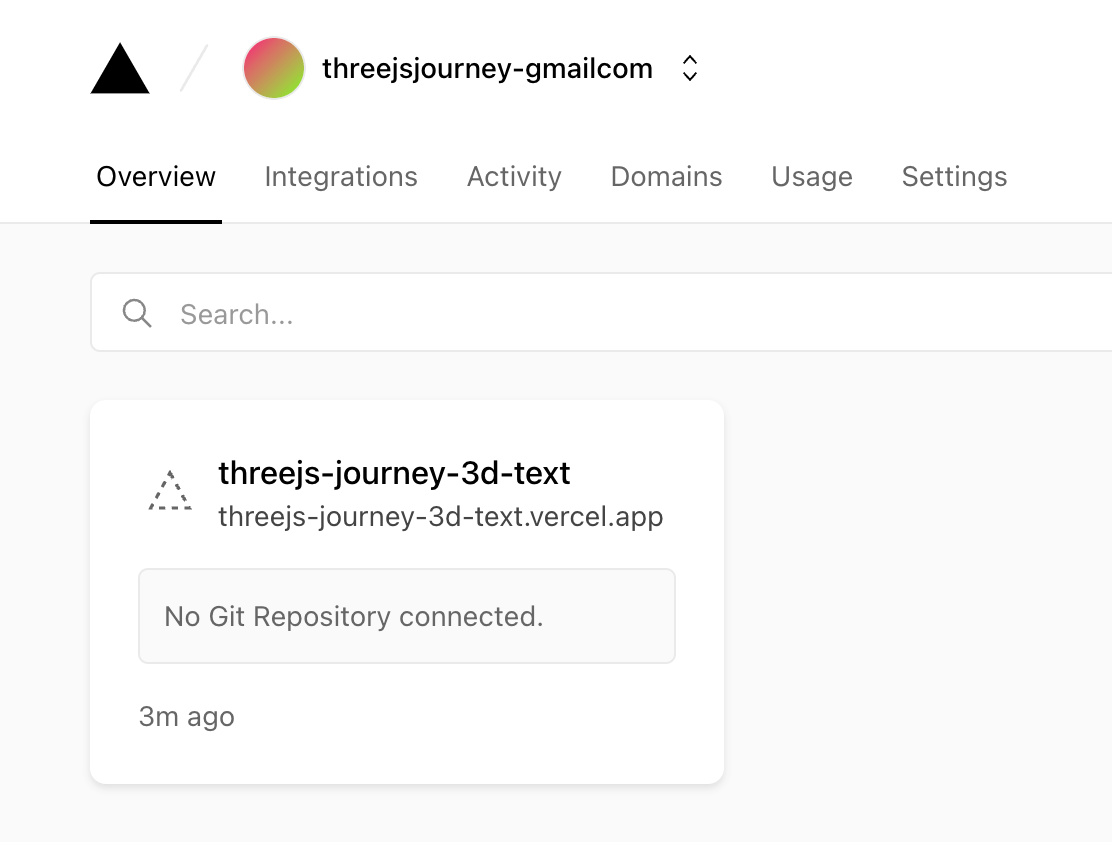 threejsjourney-gmailcom
Overview Integrations Activity Domains Usage Settings
Search...
threejs-journey-3d-text
threejs-journey-3d-text.vercel.app
No Git Repository connected.
3m ago